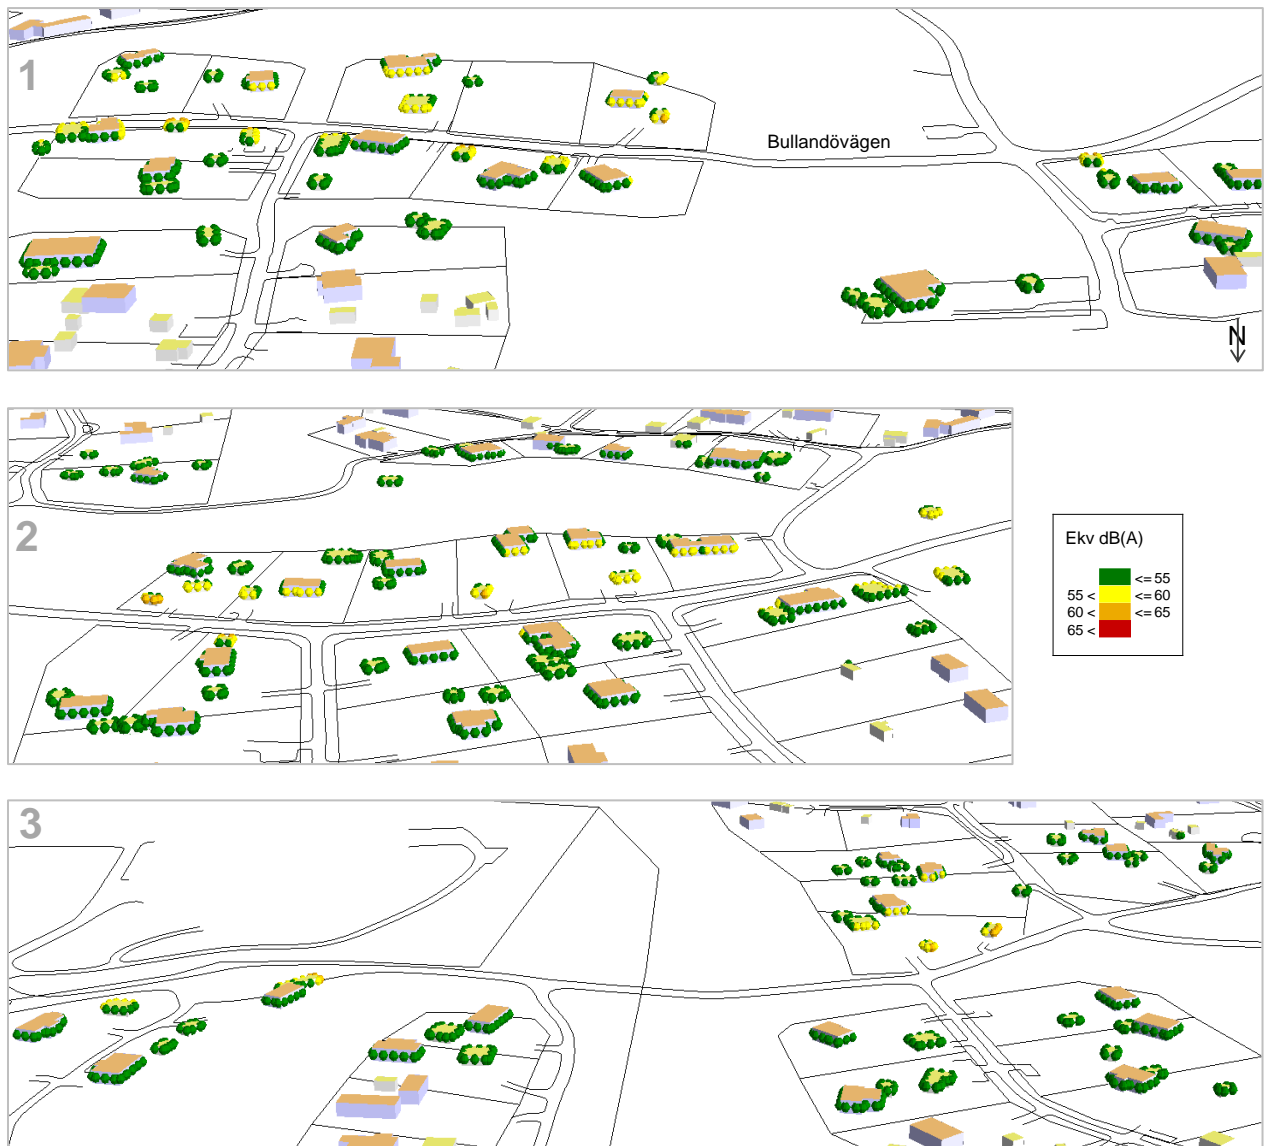 1
Bullandövägen
N
2
Ekv dB(A)
<= 55
55 < <= 60
60 < <= 65
65 <
3